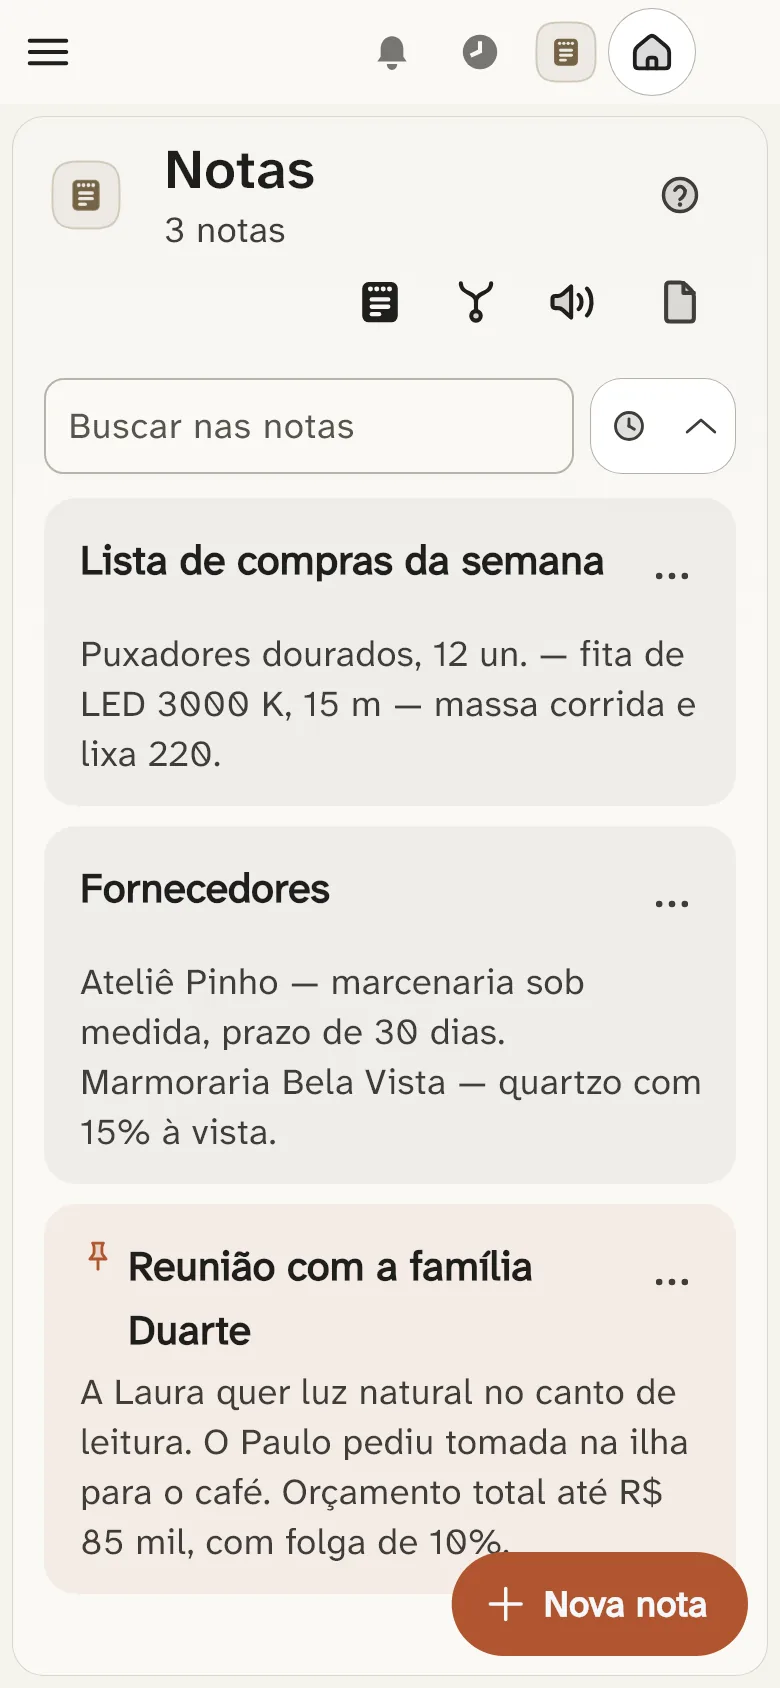 Notas
3 notas
Buscar nas notas
Lista de compras da semana
Puxadores dourados, 12 un. — fita de
LED 3000 K, 15 m — massa corrida e
lixa 220.
Fornecedores
Ateliê Pinho — marcenaria sob
medida, prazo de 30 dias.
Marmoraria Bela Vista — quartzo com
15% à vista.
Reunião com a família
Duarte
A Laura quer luz natural no canto de
leitura. O Paulo pediu tomada na ilha
para o café. Orçamento total até R$
85 mil, com folga de 10%.
Nova nota